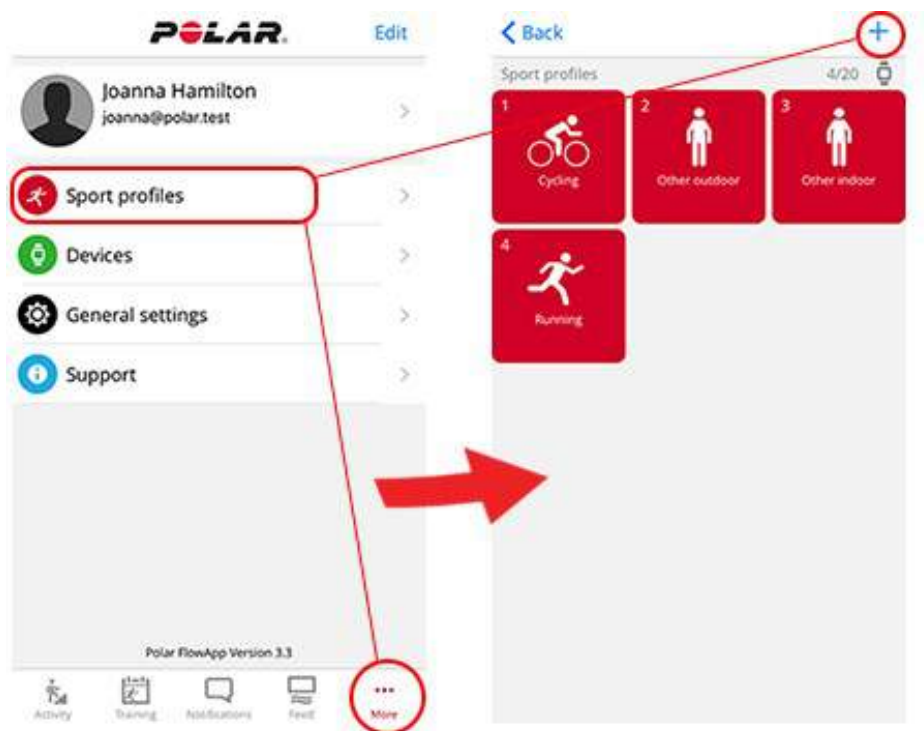 POLAR.
Edit
Joanna Hamilton
joanna@polar.test
Sport profiles
Devices
General settings
Support
Polar FlowApp Version 3.3
Activity
Training
Notifications
Feed
More
Back
Sport profiles
4/20
1
Cycling
2
Other outdoor
3
Other indoor
4
Running